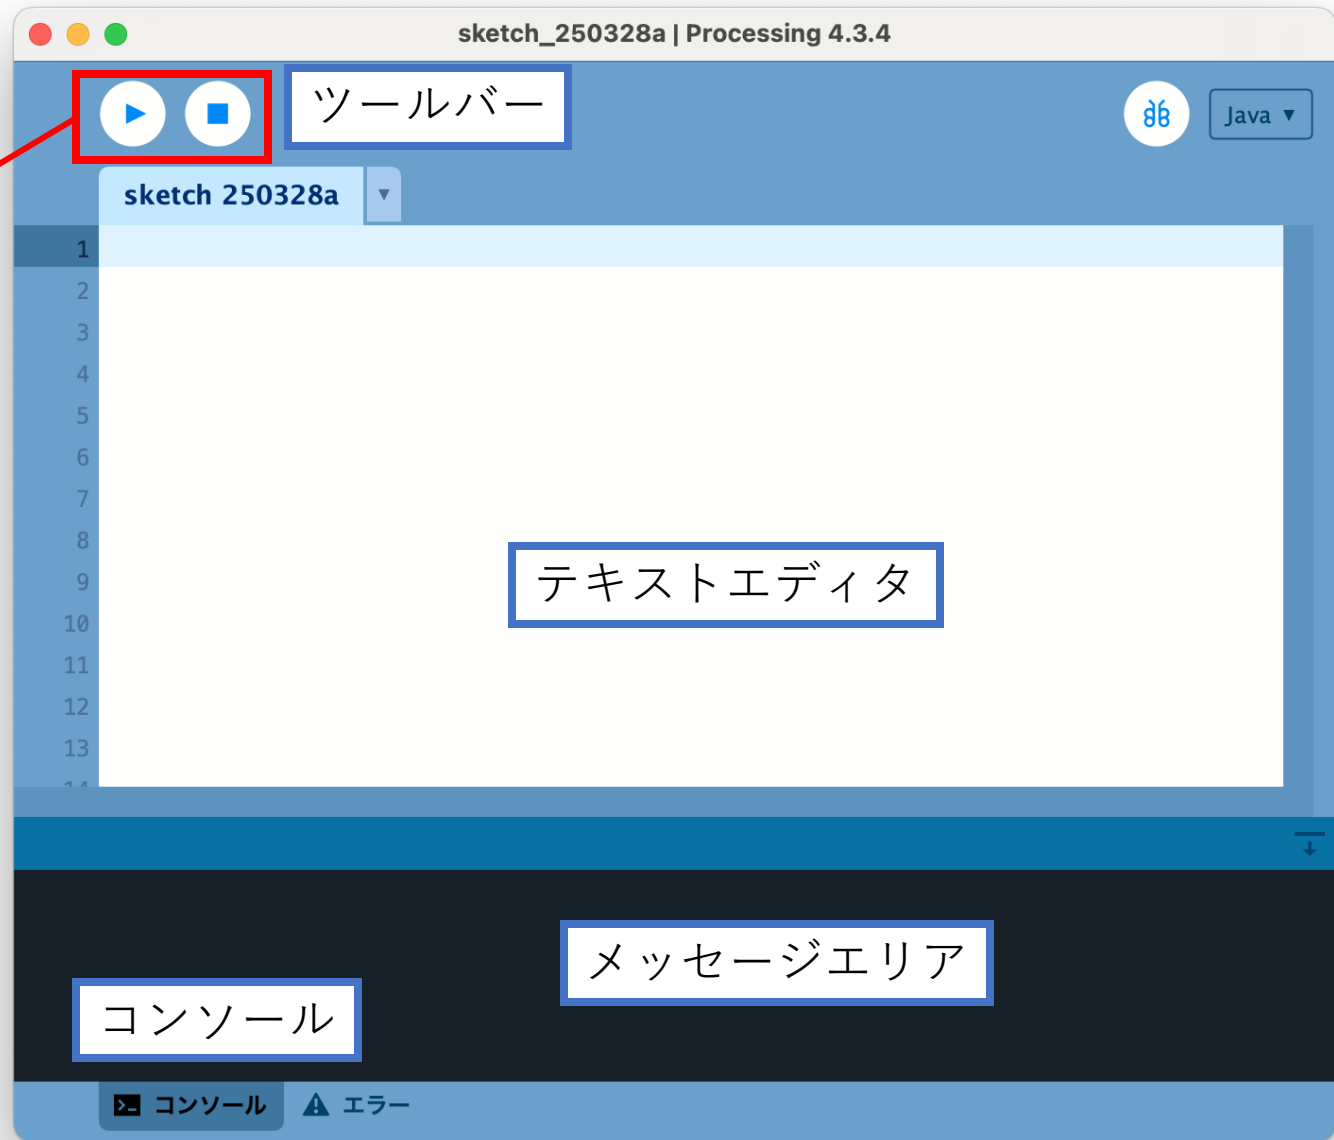 sketch_250328a | Processing 4.3.4
ツールバー
Java ▼
sketch 250328a ▼
1
2
3
4
5
6
7
8
9
10
11
12
13
14
テキストエディタ
メッセージエリア
コンソール
コンソール エラー